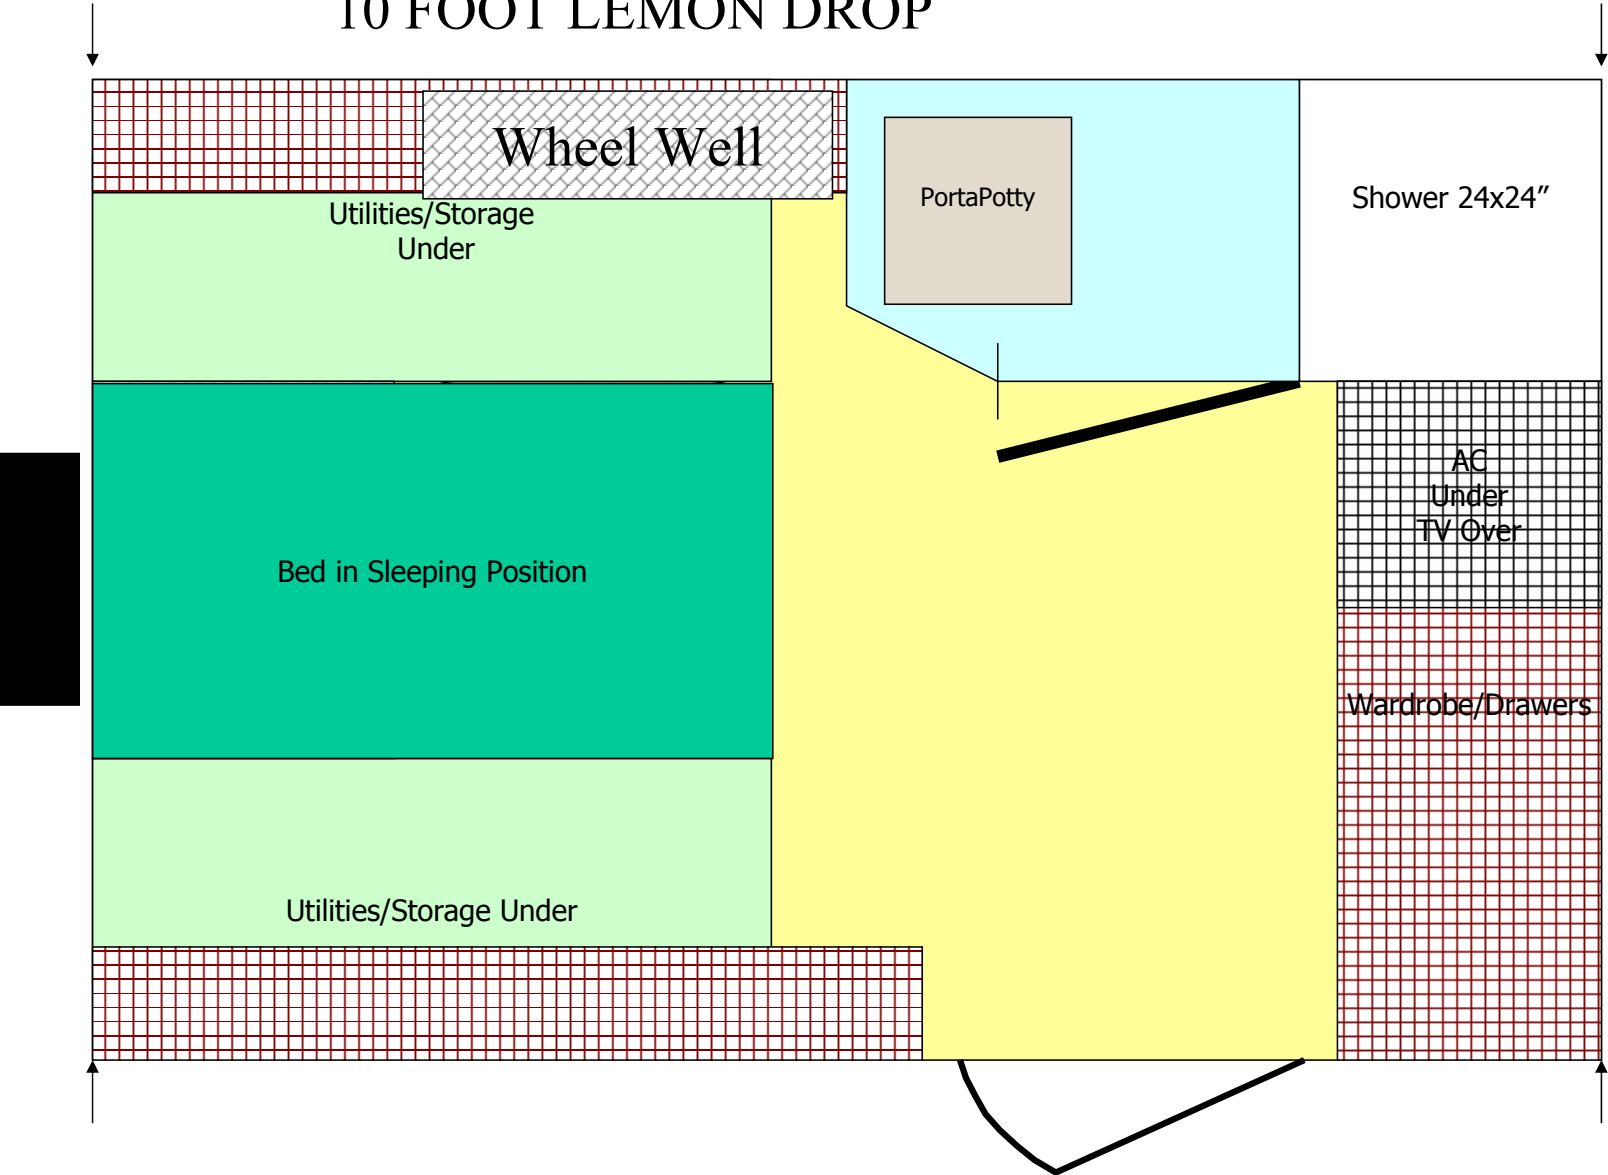 10 FOOT LEMON DROP
Wheel Well
PortaPotty
Shower 24x24”
Utilities/Storage
Under
AC
Under
TV Over
Bed in Sleeping Position
Wardrobe/Drawers
Utilities/Storage Under